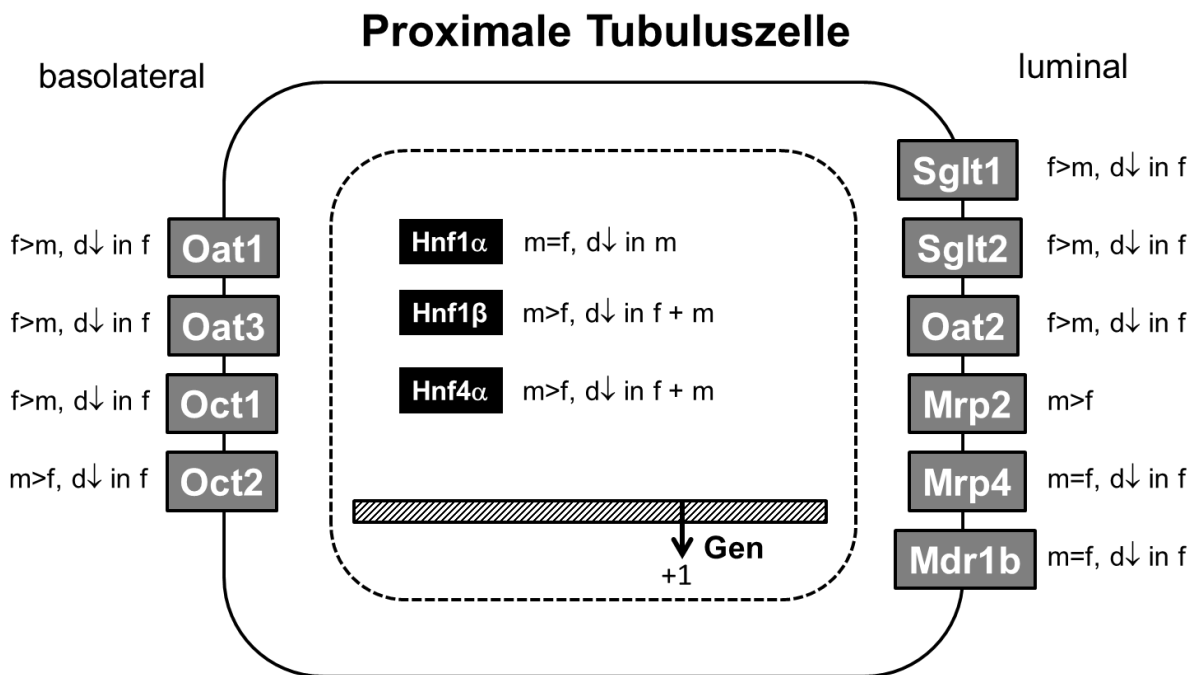 Proximale Tubuluszelle
basolateral
luminal
f>m, d↓ in f Oat1
f>m, d↓ in f Oat3
f>m, d↓ in f Oct1
m>f, d↓ in f Oct2
Hnf1α m=f, d↓ in m
Hnf1β m>f, d↓ in f + m
Hnf4α m>f, d↓ in f + m
Gen
+1
Sglt1 f>m, d↓ in f
Sglt2 f>m, d↓ in f
Oat2 f>m, d↓ in f
Mrp2 m>f
Mrp4 m=f, d↓ in f
Mdr1b m=f, d↓ in f